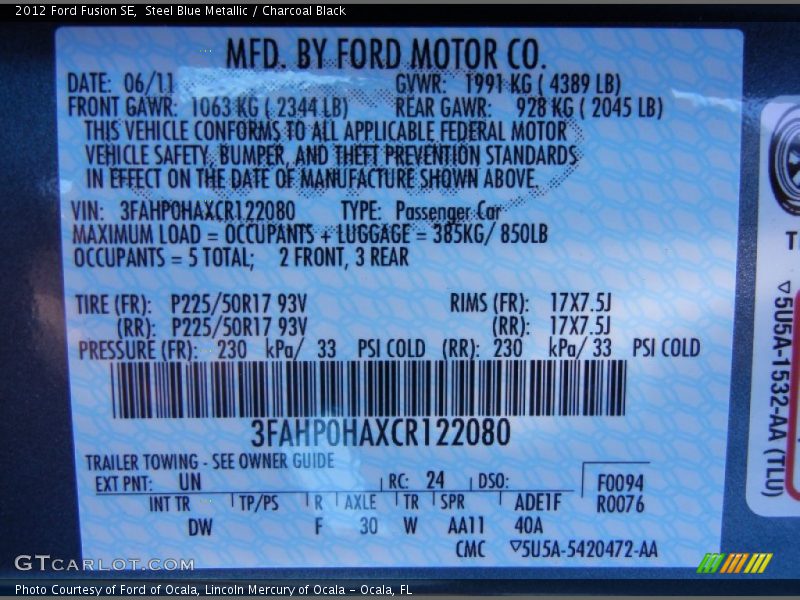 2012 Ford Fusion SE,  Steel Blue Metallic / Charcoal Black
MFD. BY FORD MOTOR CO.
DATE: 06/11 GVWR: 1991 KG ( 4389 LB)
FRONT GAWR: 1063 KG ( 2344 LB) REAR GAWR: 928 KG ( 2045 LB)
THIS VEHICLE CONFORMS TO ALL APPLICABLE FEDERAL MOTOR
VEHICLE SAFETY, BUMPER, AND THEFT PREVENTION STANDARDS
IN EFFECT ON THE DATE OF MANUFACTURE SHOWN ABOVE.
VIN: 3FAHP0HAXCR122080 TYPE: Passenger Car
MAXIMUM LOAD = OCCUPANTS + LUGGAGE = 385KG/ 850LB
OCCUPANTS = 5 TOTAL; 2 FRONT, 3 REAR
TIRE (FR): P225/50R17 93V RIMS (FR): 17X7.5J
(RR): P225/50R17 93V (RR): 17X7.5J
PRESSURE (FR): 230 kPa/ 33 PSI COLD (RR): 230 kPa/ 33 PSI COLD
3FAHP0HAXCR122080
TRAILER TOWING - SEE OWNER GUIDE
EXT PNT: UN RC: 24 DSO: F0094
INT TR TP/PS R AXLE TR SPR ADE1F R0076
DW F 30 W AA11 40A
CMC ▽5U5A-5420472-AA
T
▽5U5A-1532-AA (TLU)
GTCARLOT.COM
Photo Courtesy of Ford of Ocala, Lincoln Mercury of Ocala - Ocala, FL